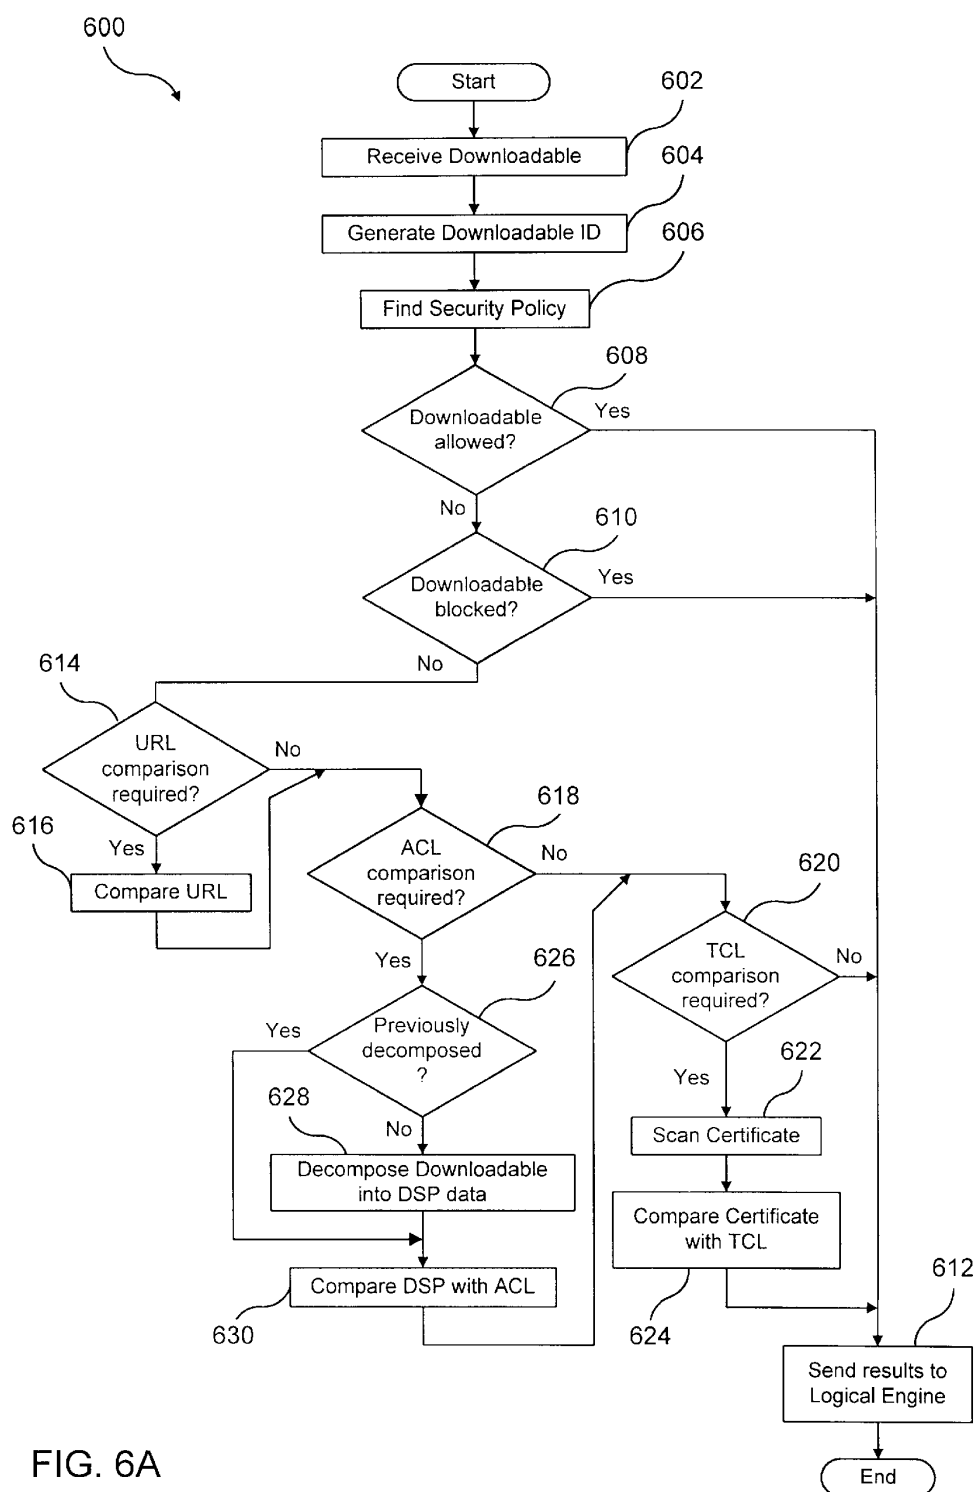 600
Start
602
Receive Downloadable
604
Generate Downloadable ID
606
Find Security Policy
608
Downloadable
allowed?
Yes
No
610
Downloadable
blocked?
Yes
No
614
URL
comparison
required?
No
Yes
616
Compare URL
618
ACL
comparison
required?
No
Yes
620
TCL
comparison
required?
No
Yes
626
Previously
decomposed
?
Yes
No
628
Decompose Downloadable
into DSP data
622
Scan Certificate
Compare Certificate
with TCL
624
Compare DSP with ACL
630
612
Send results to
Logical Engine
End
FIG. 6A